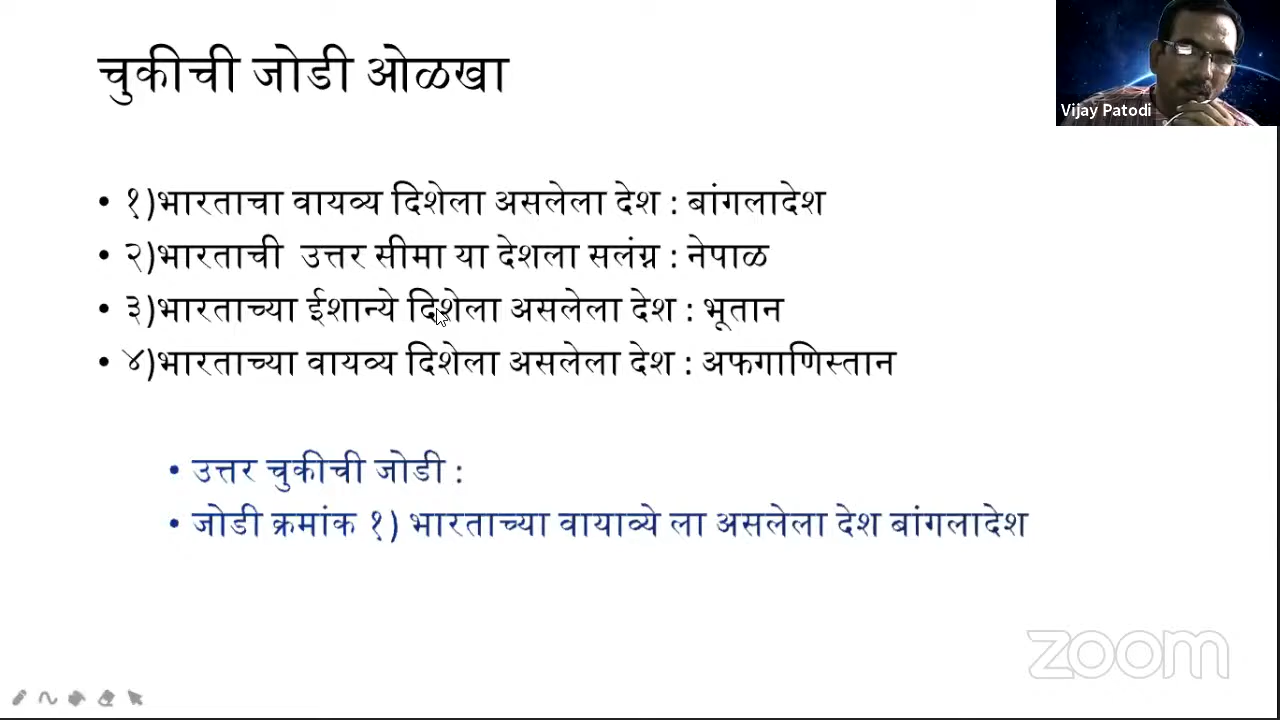 चुकीची जोडी ओळखा
Vijay Patodi
• १)भारताचा वायव्य दिशेला असलेला देश : बांगलादेश
• २)भारताची उत्तर सीमा या देशला सलंग्न : नेपाळ
• ३)भारताच्या ईशान्ये दिशेला असलेला देश : भूतान
• ४)भारताच्या वायव्य दिशेला असलेला देश : अफगाणिस्तान
• उत्तर चुकीची जोडी :
• जोडी क्रमांक १) भारताच्या वायाव्ये ला असलेला देश बांगलादेश
zoom